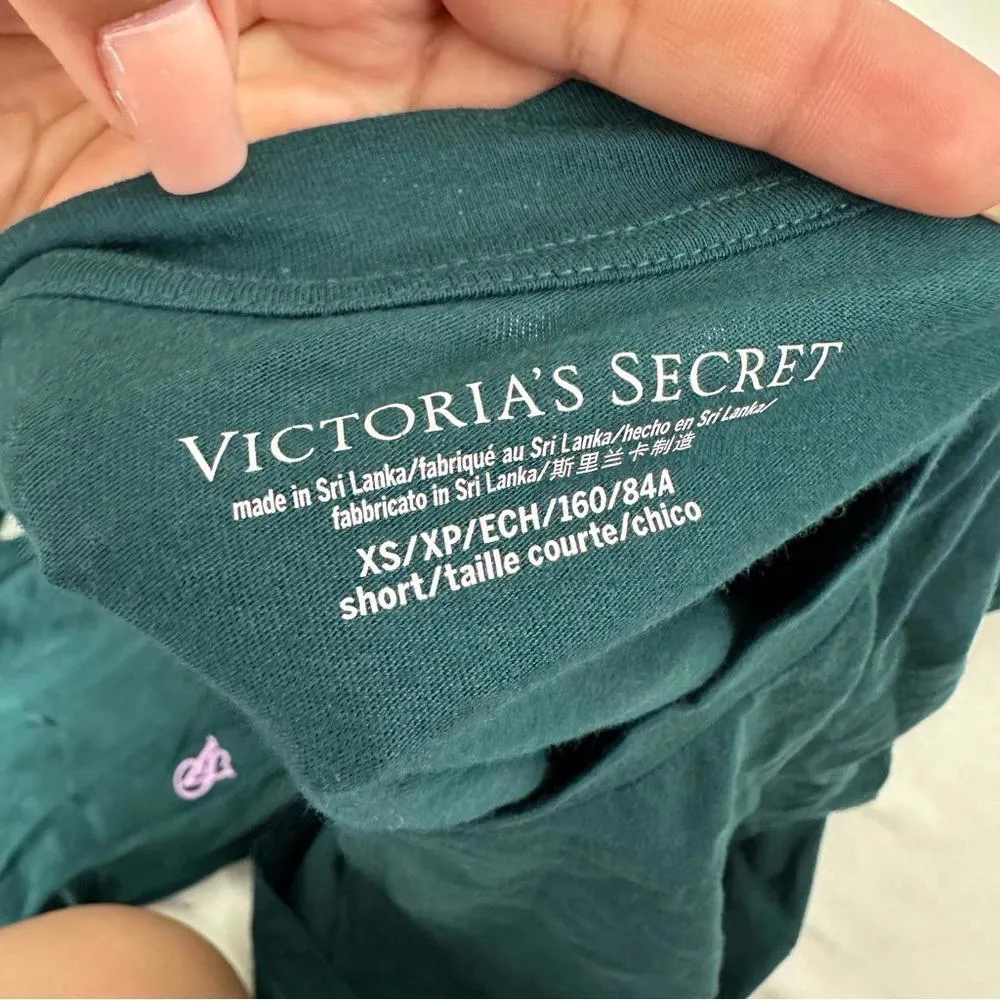 VICTORIA'S SECRET
made in Sri Lanka/fabriqué au Sri Lanka/hecho en Sri Lanka/
fabbricato in Sri Lanka/斯里兰卡制造
XS/XP/ECH/160/84A
short/taille courte/chico